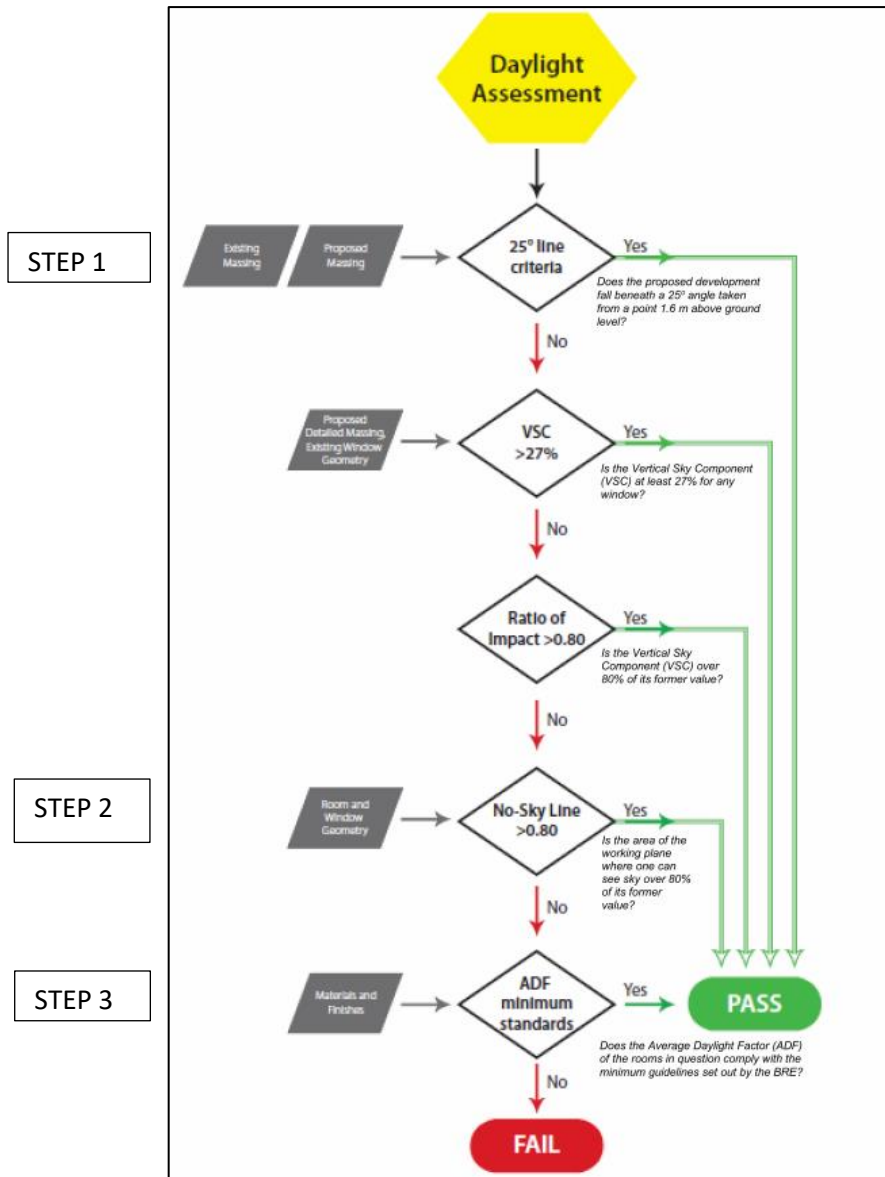 Daylight
Assessment
STEP 1
Existing
Massing
Proposed
Massing
25° line
criteria
Yes
Does the proposed development
fall beneath a 25° angle taken
from a point 1.6 m above ground
level?
No
Proposed
Detailed Massing,
Existing Window
Geometry
VSC
>27%
Yes
Is the Vertical Sky Component
(VSC) at least 27% for any
window?
No
Ratio of
Impact >0.80
Yes
Is the Vertical Sky
Component (VSC) over
80% of its former value?
No
STEP 2
Room and
Window
Geometry
No-Sky Line
>0.80
Yes
Is the area of the
working plane
where one can
see sky over 80%
of its former
value?
No
STEP 3
Materials and
Finishes
ADF
minimum
standards
Yes
PASS
Does the Average Daylight Factor (ADF)
of the rooms in question comply with the
minimum guidelines set out by the BRE?
No
FAIL